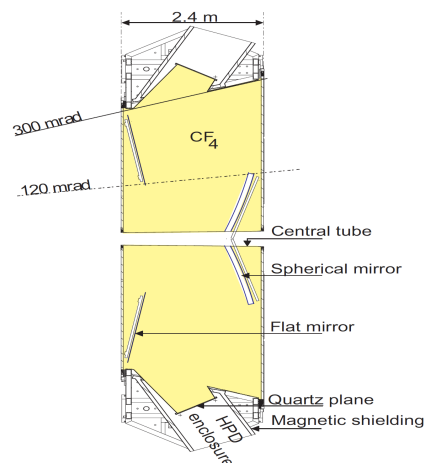 2.4 m
300 mrad
CF4
120 mrad
Central tube
Spherical mirror
Flat mirror
Quartz plane
Magnetic shielding
HPD
enclosure